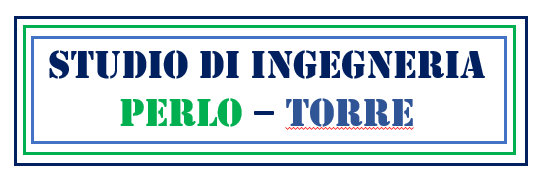 STUDIO DI INGEGNERIA
PERLO – TORRE